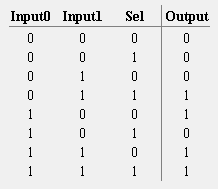 Input0 Input1 Sel Output
0 0 0 0
0 0 1 0
0 1 0 0
0 1 1 1
1 0 0 1
1 0 1 0
1 1 0 1
1 1 1 1